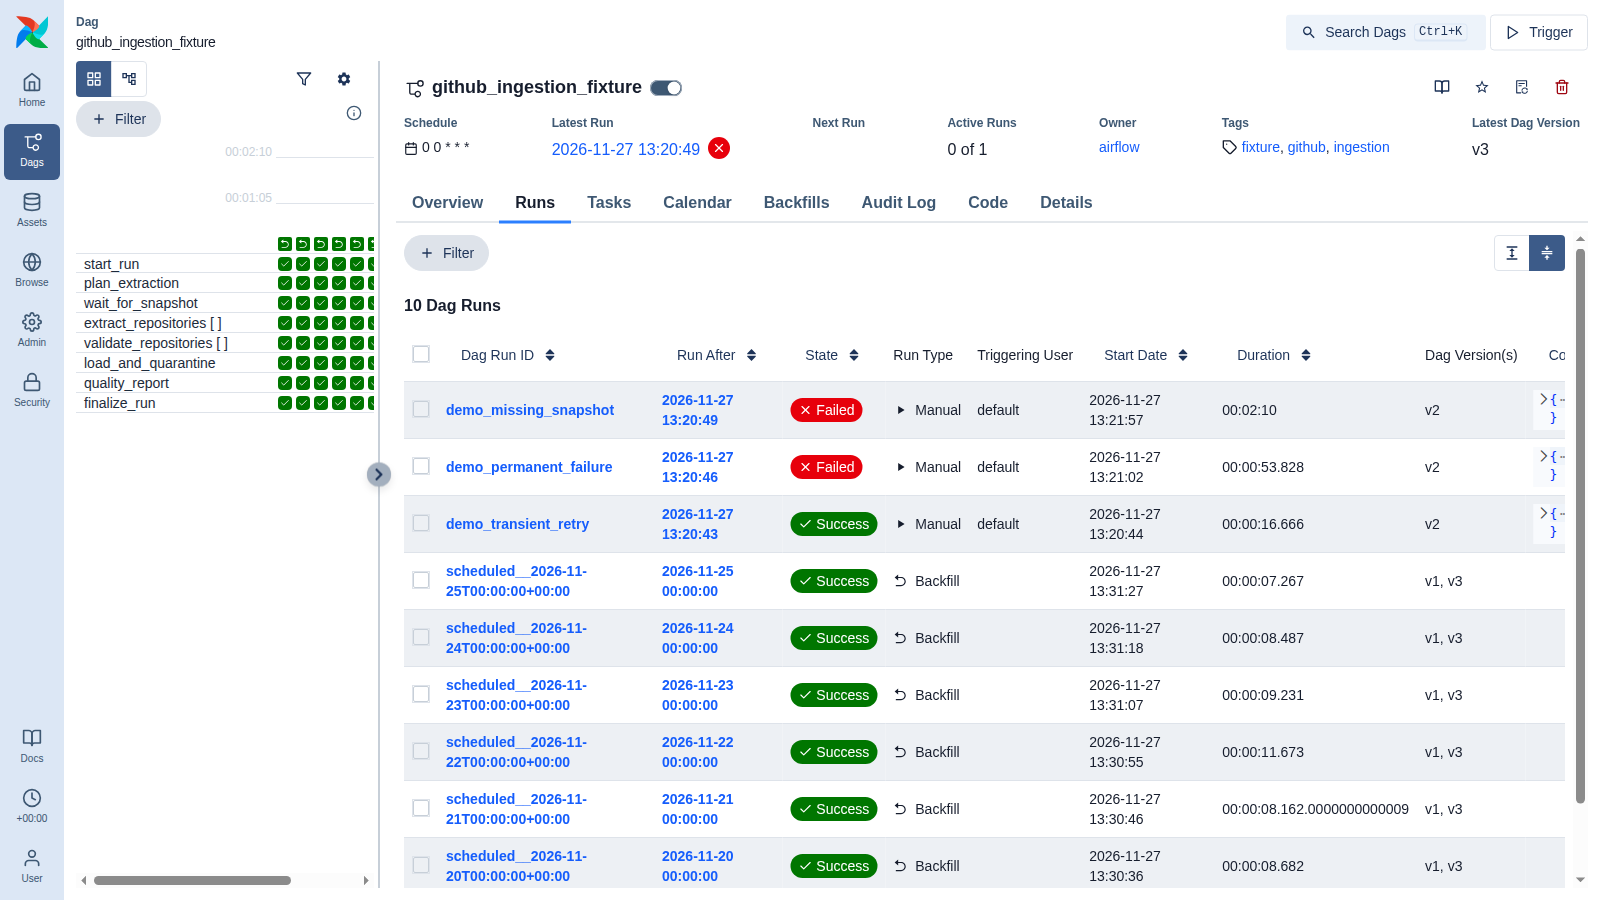 Dag
github_ingestion_fixture
Search Dags Ctrl+K
Trigger
Home
Dags
Assets
Browse
Admin
Security
Docs
+00:00
User
Filter
00:02:10
00:01:05
start_run
plan_extraction
wait_for_snapshot
extract_repositories [ ]
validate_repositories [ ]
load_and_quarantine
quality_report
finalize_run
github_ingestion_fixture
Schedule Latest Run Next Run Active Runs Owner Tags Latest Dag Version
0 0 * * * 2026-11-27 13:20:49 0 of 1 airflow fixture, github, ingestion v3
Overview Runs Tasks Calendar Backfills Audit Log Code Details
Filter
10 Dag Runs
Dag Run ID Run After State Run Type Triggering User Start Date Duration Dag Version(s) Co
demo_missing_snapshot 2026-11-27 13:20:49 Failed Manual default 2026-11-27 13:21:57 00:02:10 v2 { }
demo_permanent_failure 2026-11-27 13:20:46 Failed Manual default 2026-11-27 13:21:02 00:00:53.828 v2 { }
demo_transient_retry 2026-11-27 13:20:43 Success Manual default 2026-11-27 13:20:44 00:00:16.666 v2 { }
scheduled__2026-11-25T00:00:00+00:00 2026-11-25 00:00:00 Success Backfill 2026-11-27 13:31:27 00:00:07.267 v1, v3
scheduled__2026-11-24T00:00:00+00:00 2026-11-24 00:00:00 Success Backfill 2026-11-27 13:31:18 00:00:08.487 v1, v3
scheduled__2026-11-23T00:00:00+00:00 2026-11-23 00:00:00 Success Backfill 2026-11-27 13:31:07 00:00:09.231 v1, v3
scheduled__2026-11-22T00:00:00+00:00 2026-11-22 00:00:00 Success Backfill 2026-11-27 13:30:55 00:00:11.673 v1, v3
scheduled__2026-11-21T00:00:00+00:00 2026-11-21 00:00:00 Success Backfill 2026-11-27 13:30:46 00:00:08.162.0000000000009 v1, v3
scheduled__2026-11-20T00:00:00+00:00 2026-11-20 00:00:00 Success Backfill 2026-11-27 13:30:36 00:00:08.682 v1, v3